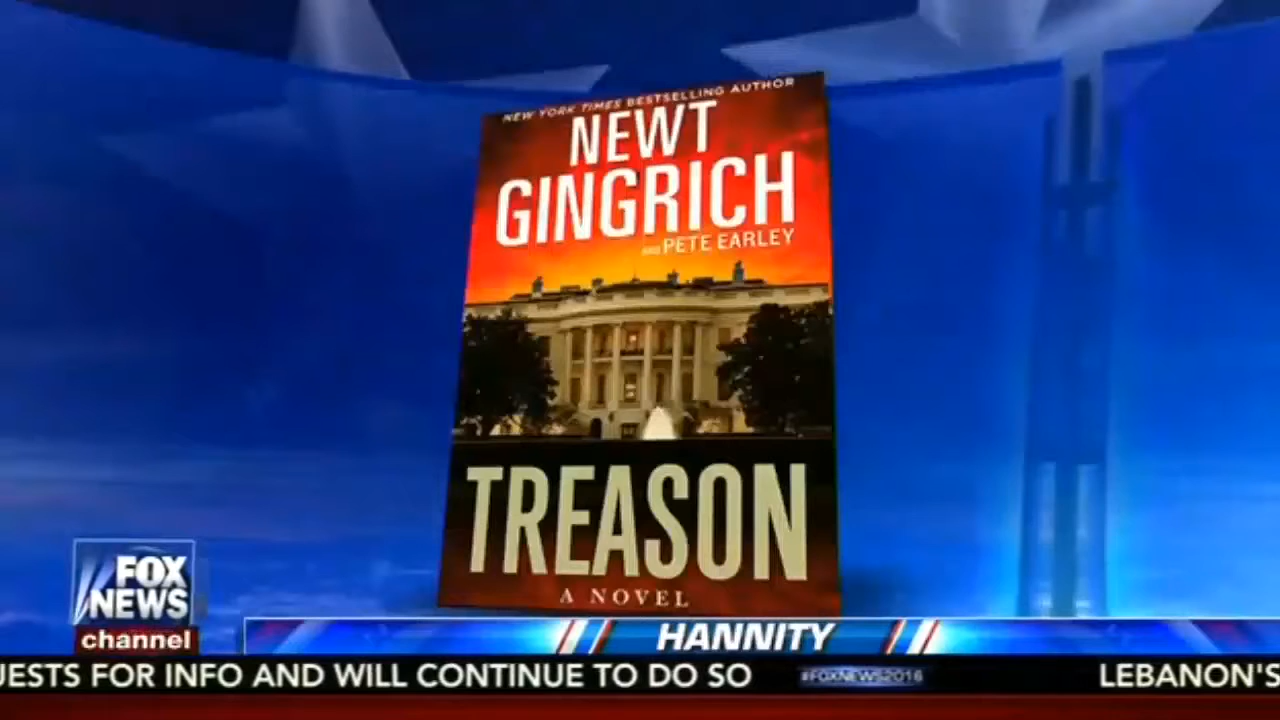 NEW YORK TIMES BESTSELLING AUTHOR
NEWT
GINGRICH
AND PETE EARLEY
TREASON
A NOVEL
FOX
NEWS
channel
HANNITY
UESTS FOR INFO AND WILL CONTINUE TO DO SO #FOXNEWS2016 LEBANON'S